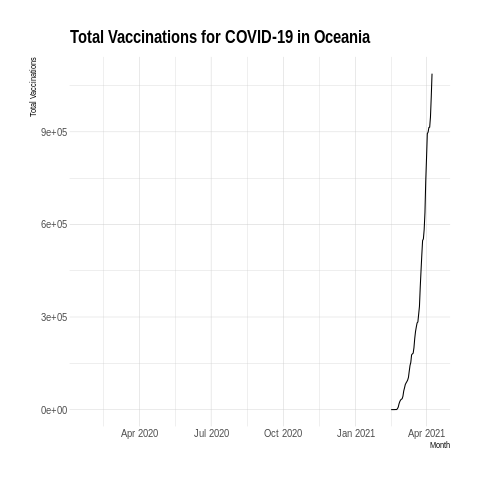 Total Vaccinations for COVID-19 in Oceania
Total Vaccinations
9e+05
6e+05
3e+05
0e+00
Apr 2020
Jul 2020
Oct 2020
Jan 2021
Apr 2021
Month